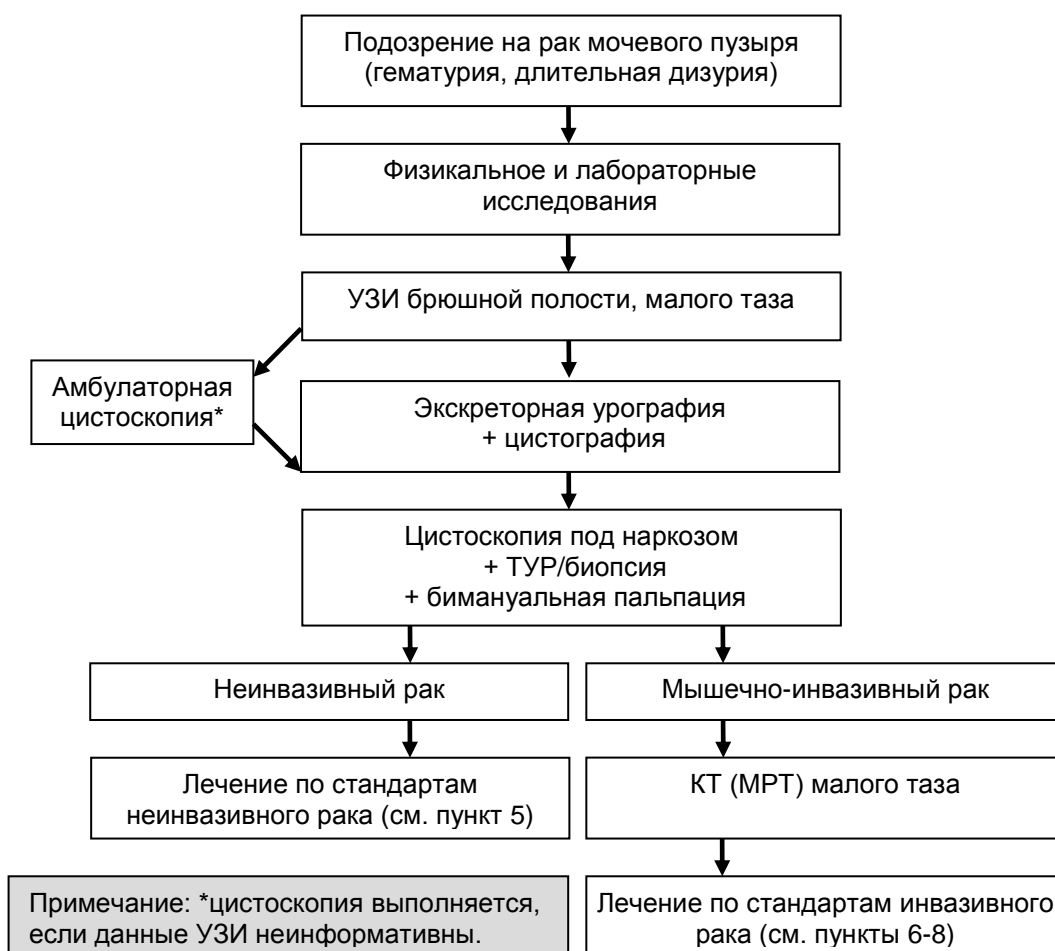 Подозрение на рак мочевого пузыря
(гематурия, длительная дизурия)
Физикальное и лабораторные
исследования
УЗИ брюшной полости, малого таза
Амбулаторная
цистоскопия*
Экскреторная урография
+ цистография
Цистоскопия под наркозом
+ ТУР/биопсия
+ бимануальная пальпация
Неинвазивный рак
Мышечно-инвазивный рак
Лечение по стандартам
неинвазивного рака (см. пункт 5)
КТ (МРТ) малого таза
Примечание: *цистоскопия выполняется,
если данные УЗИ неинформативны.
Лечение по стандартам инвазивного
рака (см. пункты 6-8)